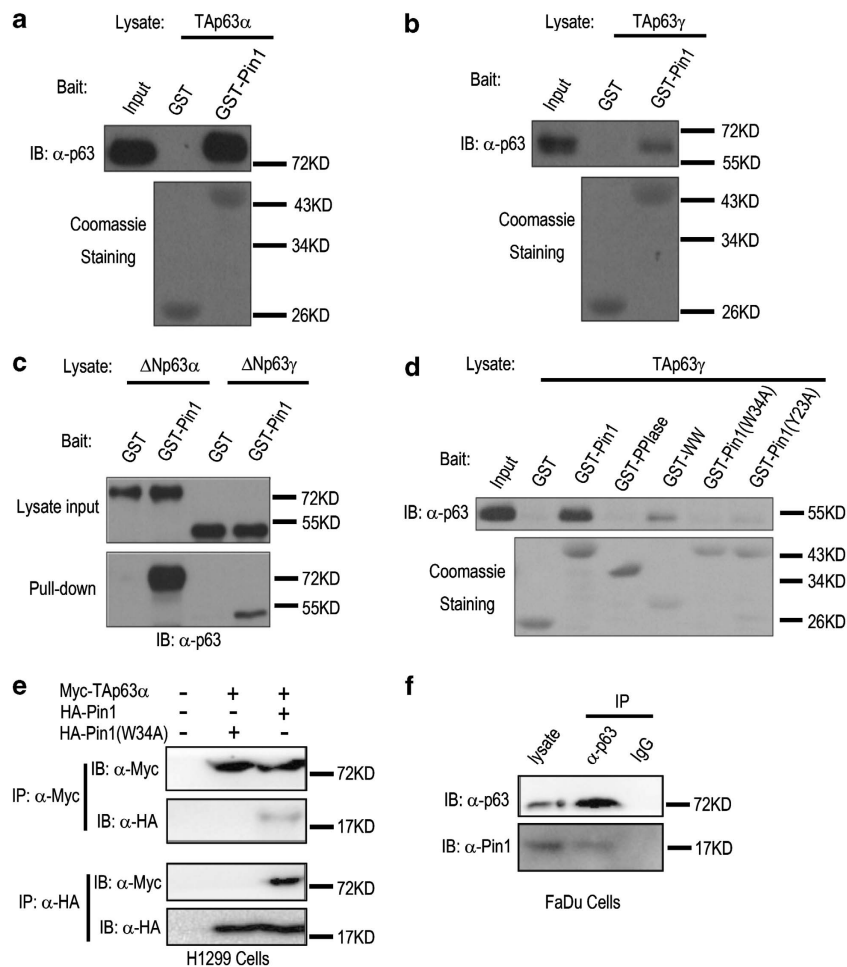 a
Lysate: TAp63α
Bait: Input GST GST-Pin1
IB: α-p63
72KD
Coomassie
Staining
43KD
34KD
26KD
b
Lysate: TAp63γ
Bait: Input GST GST-Pin1
IB: α-p63
72KD
55KD
Coomassie
Staining
43KD
34KD
26KD
c
Lysate: ΔNp63α ΔNp63γ
Bait: GST GST-Pin1 GST GST-Pin1
Lysate input
72KD
55KD
Pull-down
72KD
55KD
IB: α-p63
d
Lysate: TAp63γ
Bait: Input GST GST-Pin1 GST-PPIase GST-WW GST-Pin1(W34A) GST-Pin1(Y23A)
IB: α-p63
55KD
Coomassie
Staining
43KD
34KD
26KD
e
Myc-TAp63α - + +
HA-Pin1 - - +
HA-Pin1(W34A) - + -
IP: α-Myc
IB: α-Myc
72KD
IB: α-HA
17KD
IP: α-HA
IB: α-Myc
72KD
IB: α-HA
17KD
H1299 Cells
f
IP
lysate α-p63 IgG
IB: α-p63
72KD
IB: α-Pin1
17KD
FaDu Cells